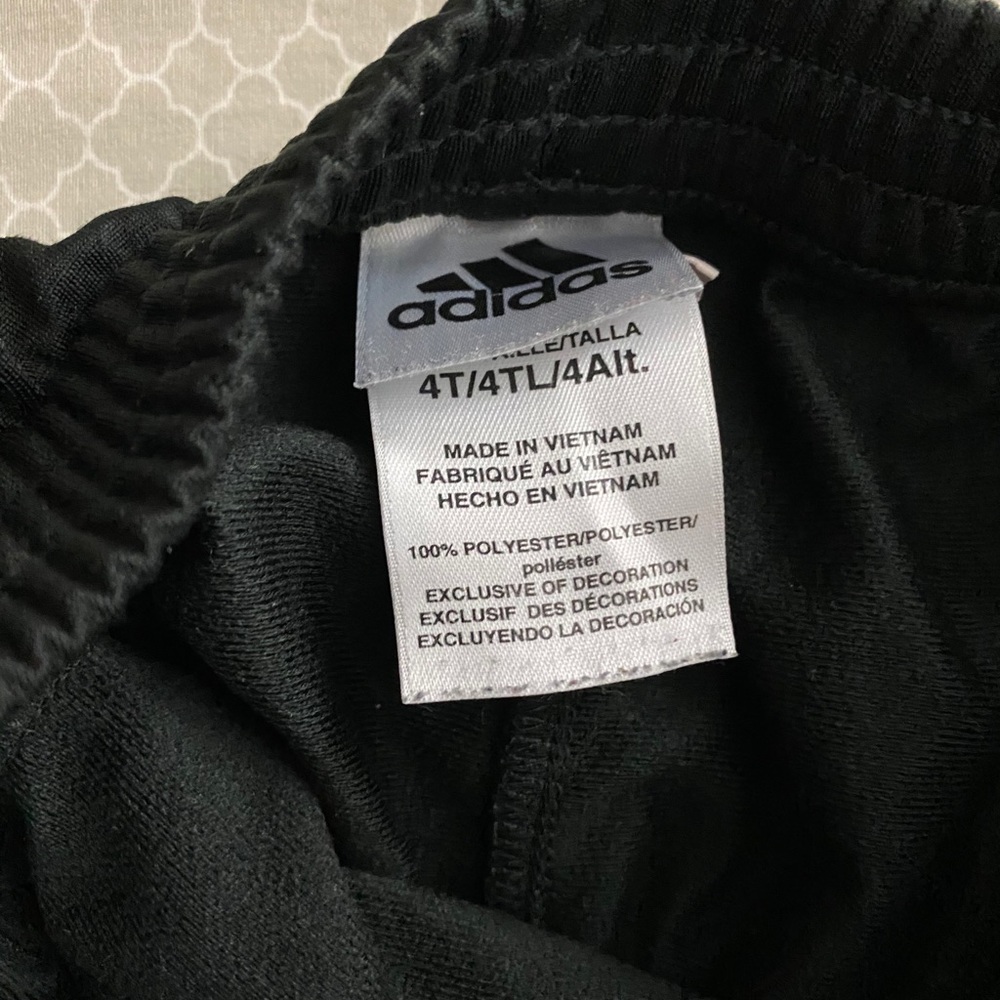 adidas
TALLA
4T/4TL/4Alt.
MADE IN VIETNAM
FABRIQUÉ AU VIÊTNAM
HECHO EN VIETNAM
100% POLYESTER/POLYESTER/
poliéster
EXCLUSIVE OF DECORATION
EXCLUSIF DES DÉCORATIONS
EXCLUYENDO LA DECORACIÓN